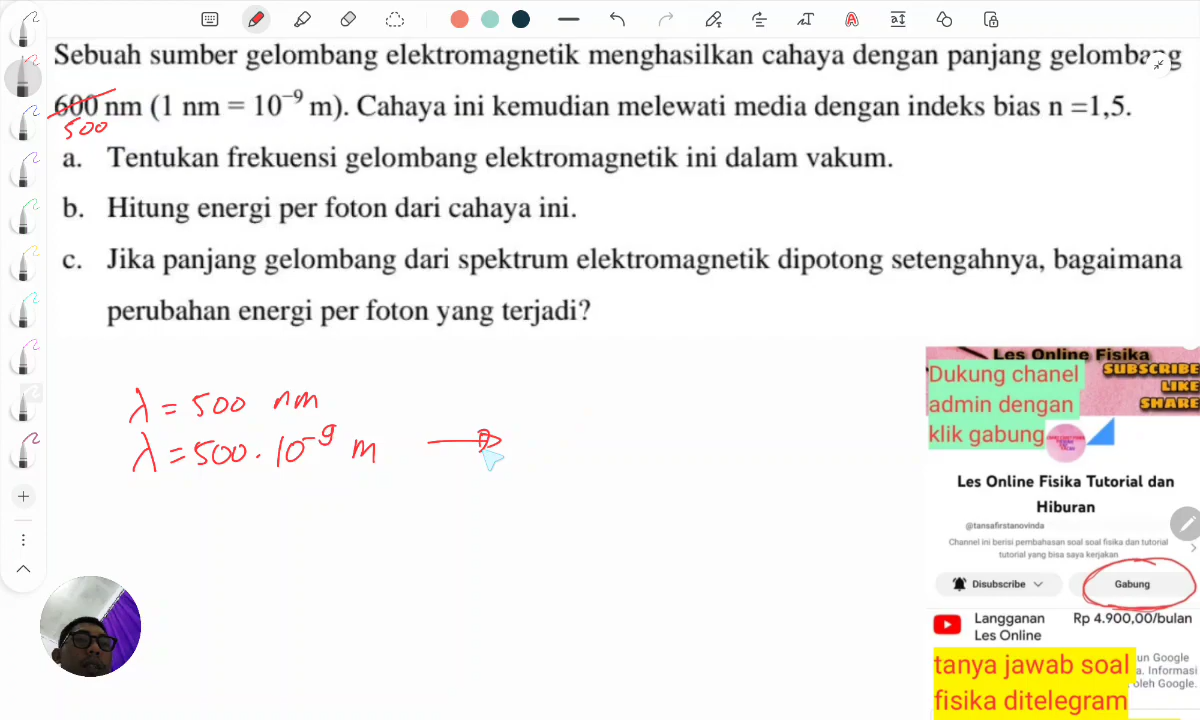 Sebuah sumber gelombang elektromagnetik menghasilkan cahaya dengan panjang gelombang
600 nm (1 nm = 10⁻⁹ m). Cahaya ini kemudian melewati media dengan indeks bias n =1,5.
500
a. Tentukan frekuensi gelombang elektromagnetik ini dalam vakum.
b. Hitung energi per foton dari cahaya ini.
c. Jika panjang gelombang dari spektrum elektromagnetik dipotong setengahnya, bagaimana
perubahan energi per foton yang terjadi?
λ = 500 nm
λ = 500 . 10⁻⁹ m
Les Online Fisika
SUBSCRIBE
LIKE
SHARE
Dukung chanel
admin dengan
klik gabung
Les Online Fisika Tutorial dan
Hiburan
@tansafirstanovinda
Channel ini berisi pembahasan soal soal fisika dan tutorial
tutorial yang bisa saya kerjakan
Disubscribe
Gabung
Langganan Rp 4.900,00/bulan
Les Online
un Google
a. Informasi
oleh Google.
tanya jawab soal
fisika ditelegram